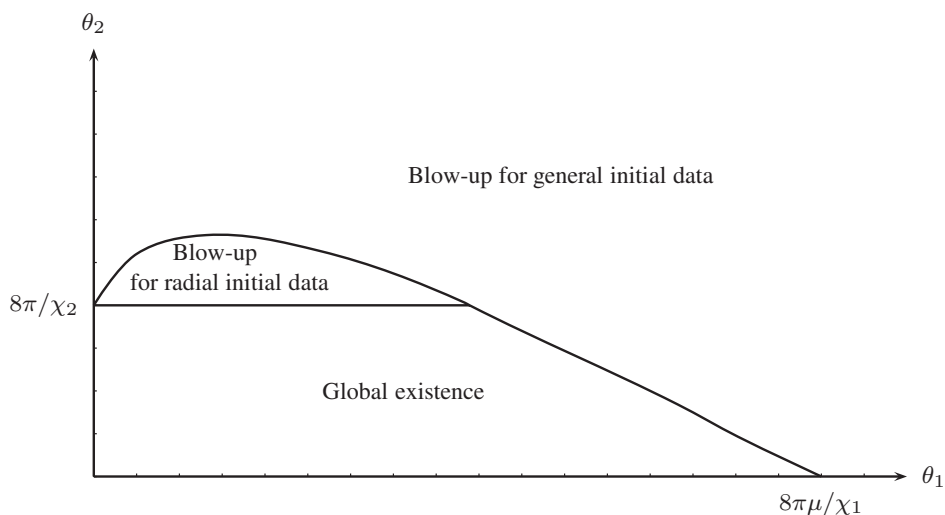 θ₂
Blow-up for general initial data
Blow-up
for radial initial data
8π/χ₂
Global existence
θ₁
8πμ/χ₁